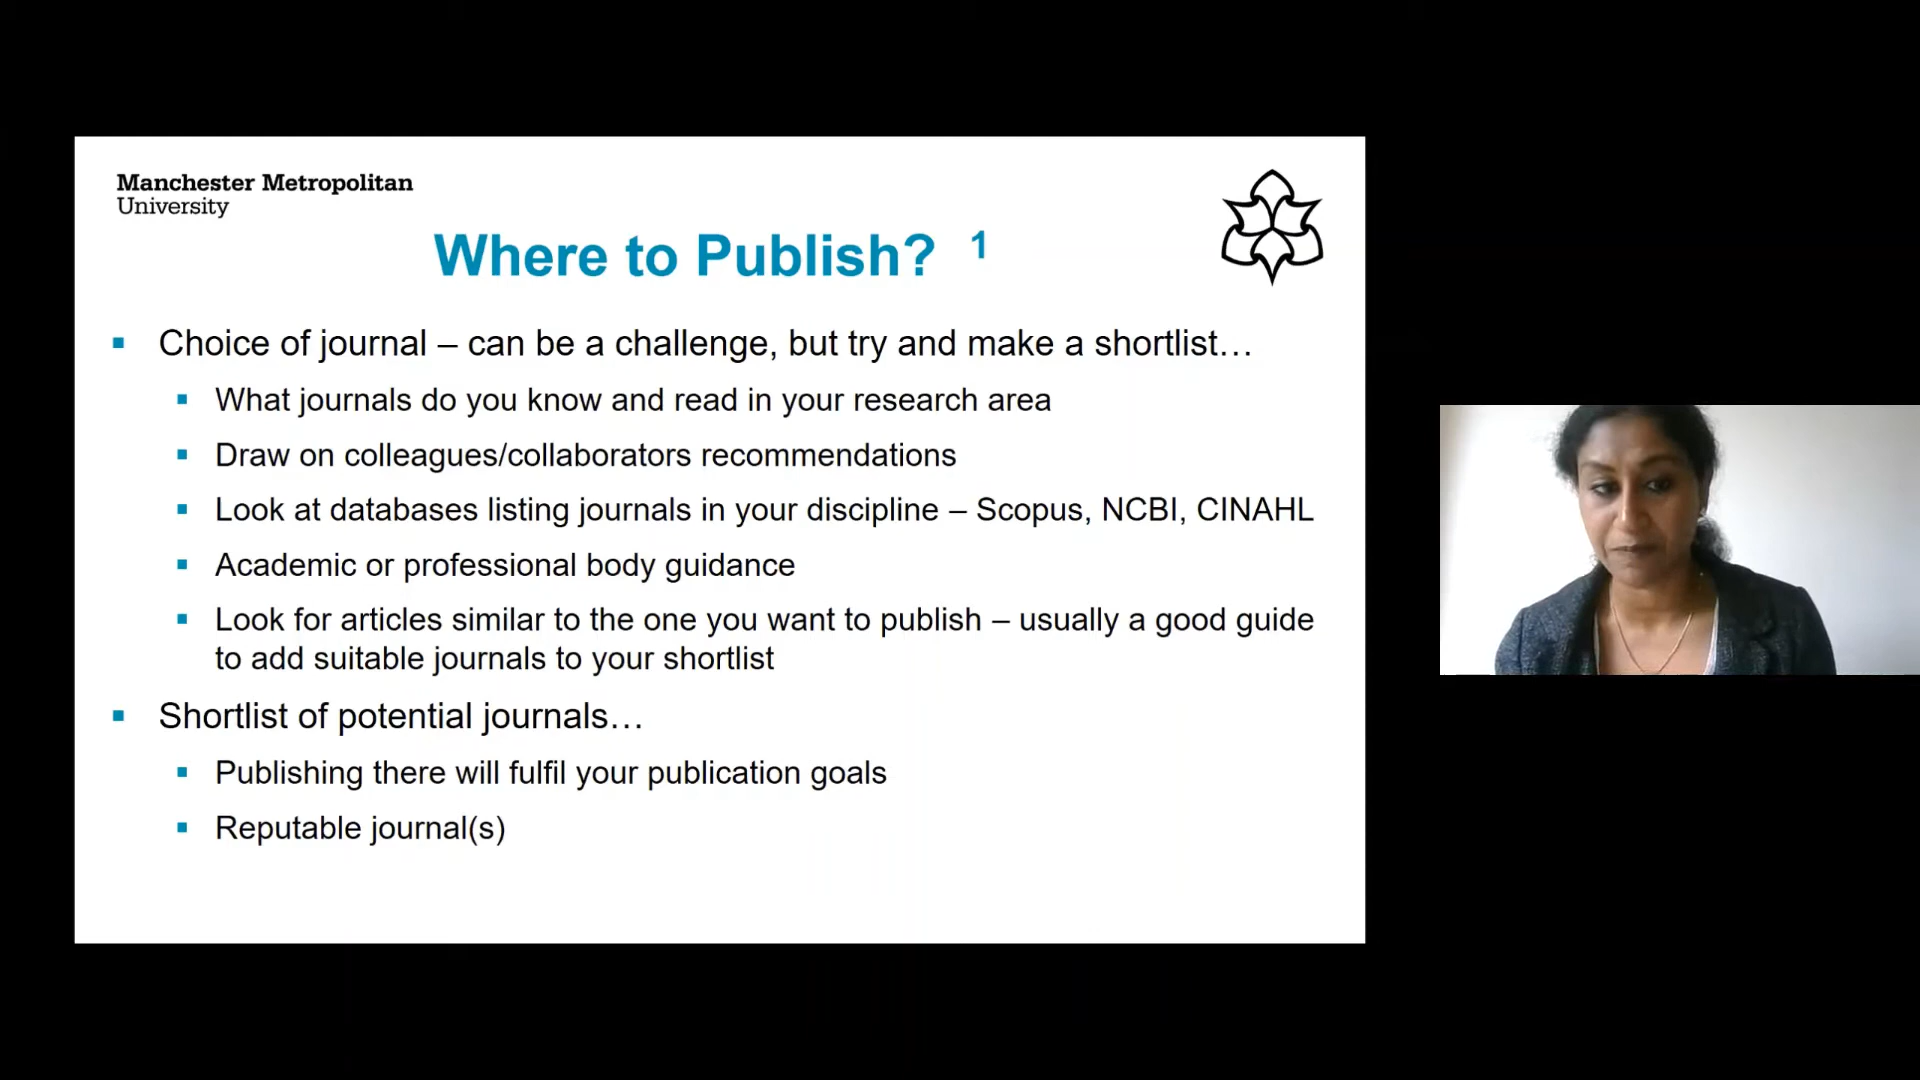 Manchester Metropolitan
University
Where to Publish? 1
▪ Choice of journal – can be a challenge, but try and make a shortlist…
▪ What journals do you know and read in your research area
▪ Draw on colleagues/collaborators recommendations
▪ Look at databases listing journals in your discipline – Scopus, NCBI, CINAHL
▪ Academic or professional body guidance
▪ Look for articles similar to the one you want to publish – usually a good guide
to add suitable journals to your shortlist
▪ Shortlist of potential journals…
▪ Publishing there will fulfil your publication goals
▪ Reputable journal(s)